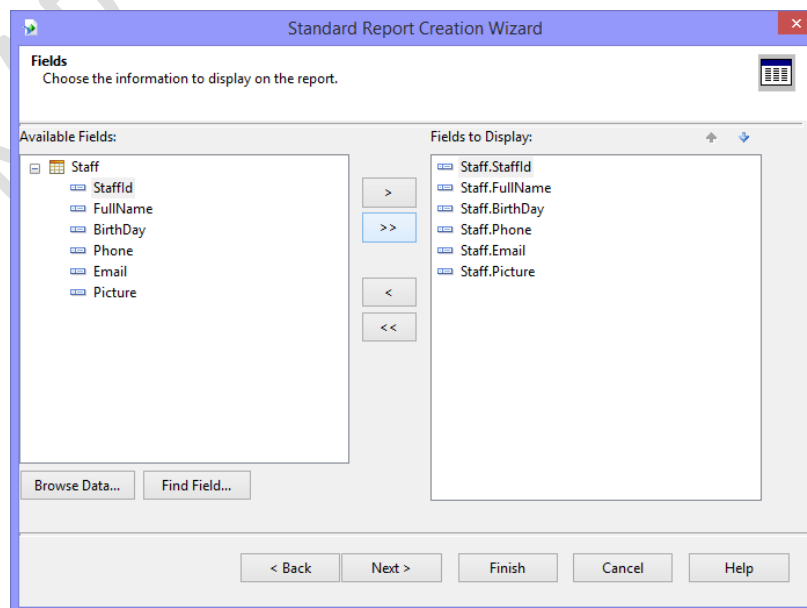 Standard Report Creation Wizard
Fields
Choose the information to display on the report.
Available Fields:
Fields to Display:
Staff
StaffId
FullName
BirthDay
Phone
Email
Picture
>
>>
<
<<
Staff.StaffId
Staff.FullName
Staff.BirthDay
Staff.Phone
Staff.Email
Staff.Picture
Browse Data...
Find Field...
< Back
Next >
Finish
Cancel
Help